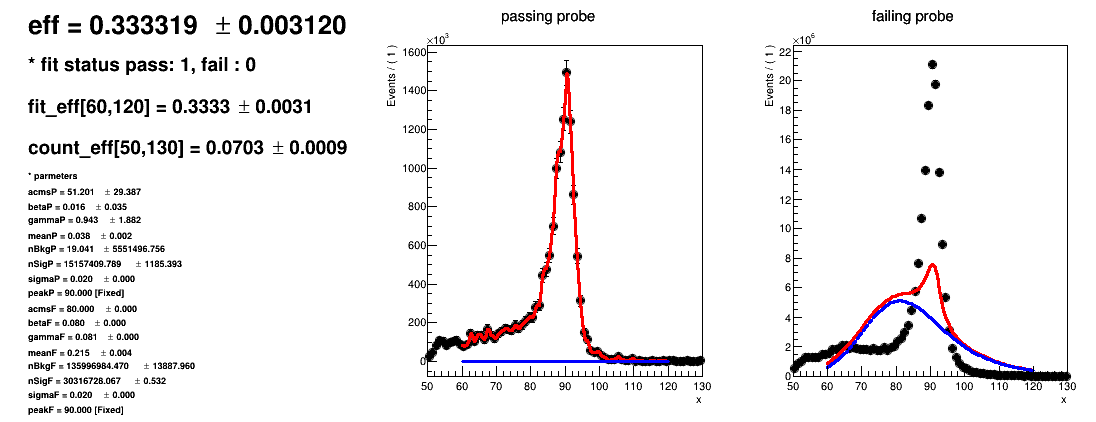 eff = 0.333319 ± 0.003120
* fit status pass: 1, fail : 0
fit_eff[60,120] = 0.3333 ± 0.0031
count_eff[50,130] = 0.0703 ± 0.0009
* parmeters
acmsP = 51.201 ± 29.387
betaP = 0.016 ± 0.035
gammaP = 0.943 ± 1.882
meanP = 0.038 ± 0.002
nBkgP = 19.041 ± 5551496.756
nSigP = 15157409.789 ± 1185.393
sigmaP = 0.020 ± 0.000
peakP = 90.000 [Fixed]
acmsF = 80.000 ± 0.000
betaF = 0.080 ± 0.000
gammaF = 0.081 ± 0.000
meanF = 0.215 ± 0.004
nBkgF = 135996984.470 ± 13887.960
nSigF = 30316728.067 ± 0.532
sigmaF = 0.020 ± 0.000
peakF = 90.000 [Fixed]
passing probe
×10³
Events / ( 1 )
1600
1400
1200
1000
800
600
400
200
0
50 60 70 80 90 100 110 120 130
x
failing probe
×10⁶
Events / ( 1 )
22
20
18
16
14
12
10
8
6
4
2
0
50 60 70 80 90 100 110 120 130
x